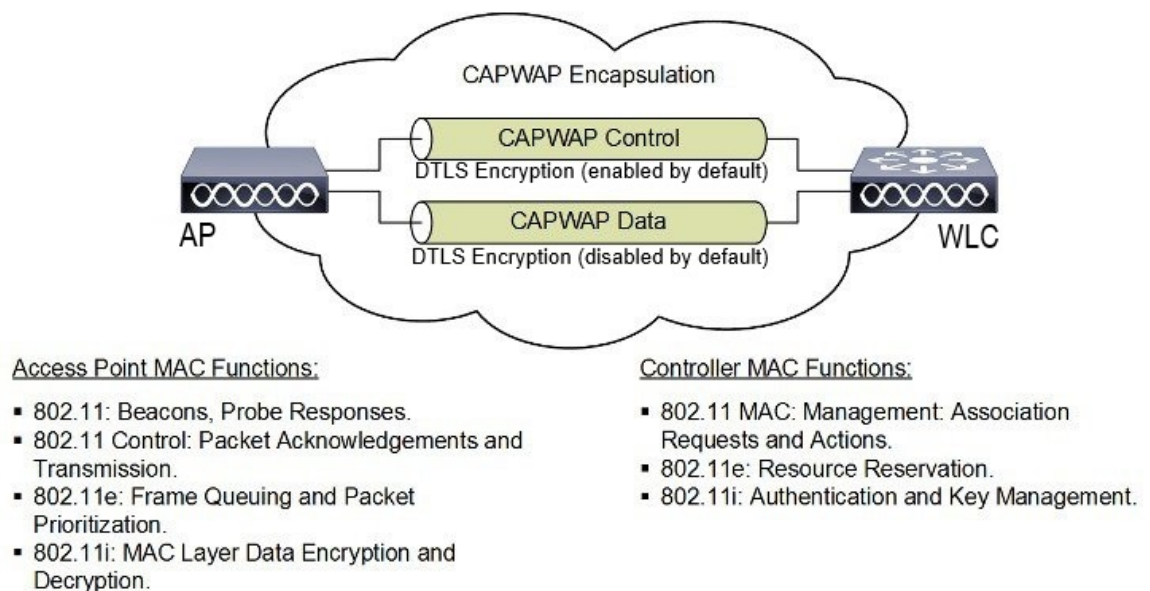 CAPWAP Encapsulation
CAPWAP Control
DTLS Encryption (enabled by default)
CAPWAP Data
DTLS Encryption (disabled by default)
AP
WLC
Access Point MAC Functions:
▪ 802.11: Beacons, Probe Responses.
▪ 802.11 Control: Packet Acknowledgements and
Transmission.
▪ 802.11e: Frame Queuing and Packet
Prioritization.
▪ 802.11i: MAC Layer Data Encryption and
Decryption.
Controller MAC Functions:
▪ 802.11 MAC: Management: Association
Requests and Actions.
▪ 802.11e: Resource Reservation.
▪ 802.11i: Authentication and Key Management.